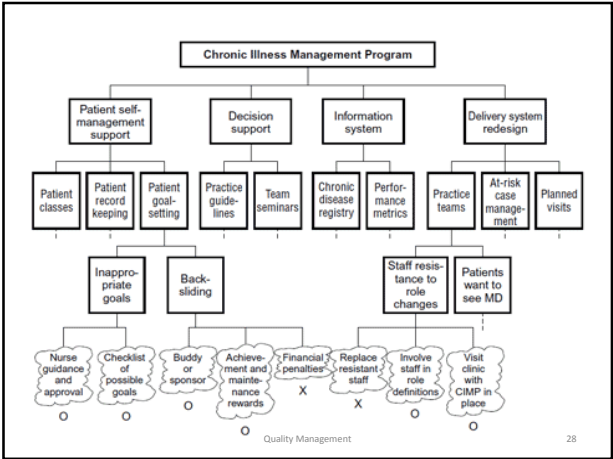 Chronic Illness Management Program
Patient self-
management
support
Decision
support
Information
system
Delivery system
redesign
Patient
classes
Patient
record
keeping
Patient
goal-
setting
Practice
guide-
lines
Team
seminars
Chronic
disease
registry
Perfor-
mance
metrics
Practice
teams
At-risk
case
manage-
ment
Planned
visits
Inappro-
priate
goals
Back-
sliding
Staff resis-
tance to
role
changes
Patients
want to
see MD
Nurse
guidance
and
approval
O
Checklist
of
possible
goals
O
Buddy
or
sponsor
O
Achieve-
ment and
mainte-
nance
rewards
O
Financial
penalties
X
Replace
resistant
staff
X
Involve
staff in
role
definitions
O
Visit
clinic
with
CIMP in
place
O
Quality Management
28